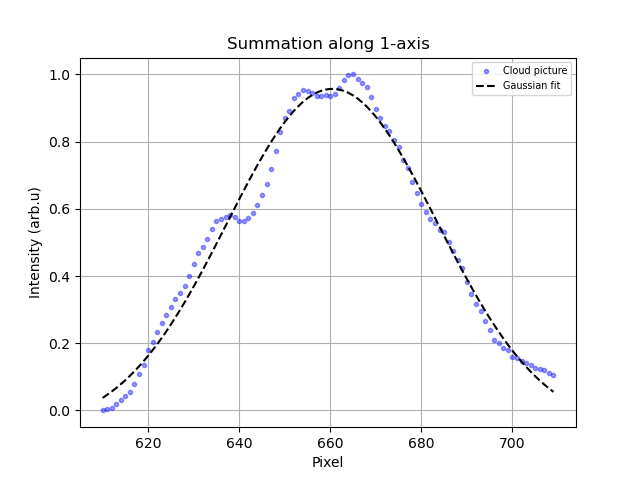 Summation along 1-axis
Cloud picture
Gaussian fit
Intensity (arb.u)
1.0
0.8
0.6
0.4
0.2
0.0
620 640 660 680 700
Pixel